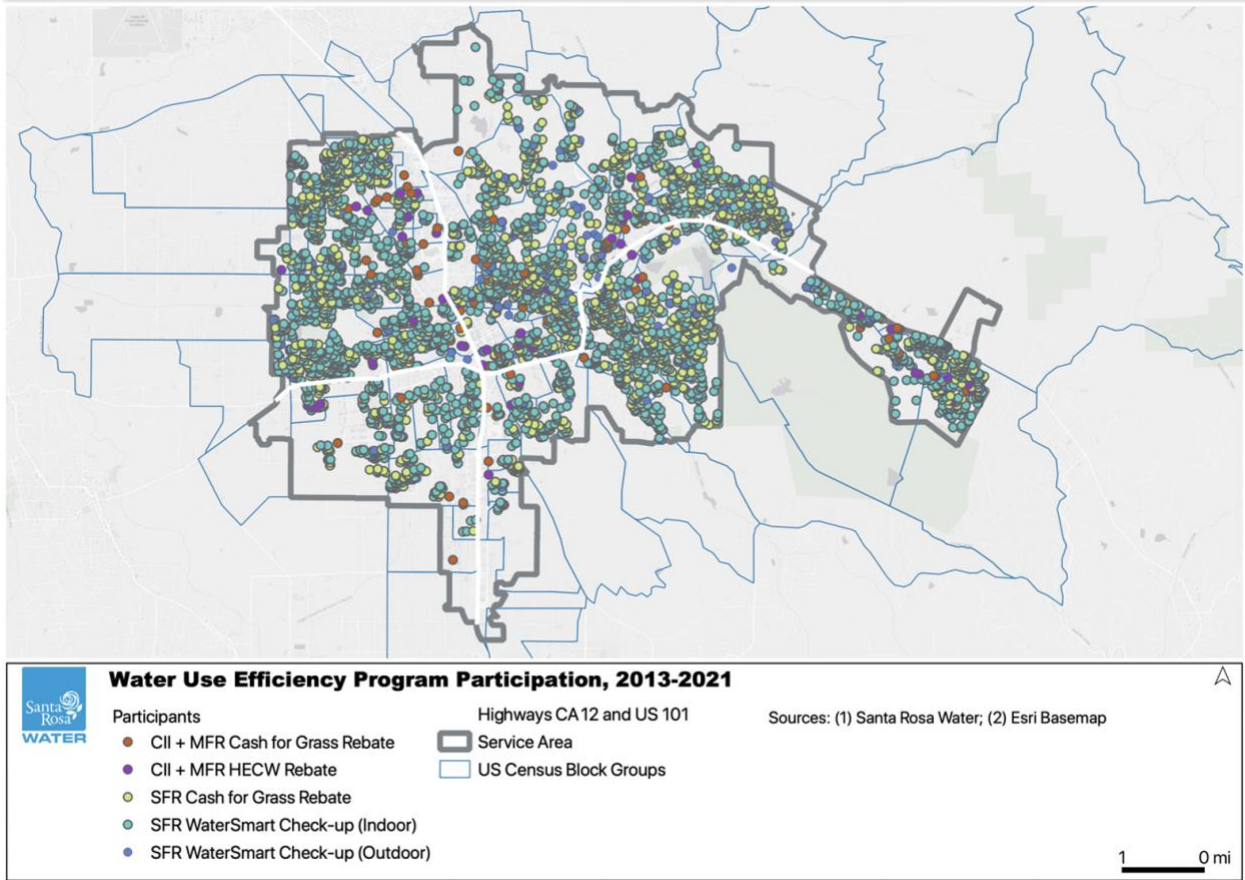 Santa
Rosa
WATER
Water Use Efficiency Program Participation, 2013-2021
Participants
CII + MFR Cash for Grass Rebate
CII + MFR HECW Rebate
SFR Cash for Grass Rebate
SFR WaterSmart Check-up (Indoor)
SFR WaterSmart Check-up (Outdoor)
Highways CA 12 and US 101
Service Area
US Census Block Groups
Sources: (1) Santa Rosa Water; (2) Esri Basemap
1 0 mi